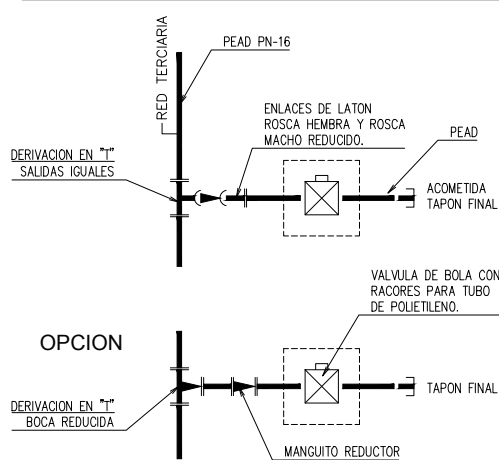 PEAD PN-16
RED TERCIARIA
ENLACES DE LATON
ROSCA HEMBRA Y ROSCA
MACHO REDUCIDO.
PEAD
DERIVACION EN "T"
SALIDAS IGUALES
ACOMETIDA
TAPON FINAL
VALVULA DE BOLA CON
RACORES PARA TUBO
DE POLIETILENO.
OPCION
DERIVACION EN "T"
BOCA REDUCIDA
TAPON FINAL
MANGUITO REDUCTOR